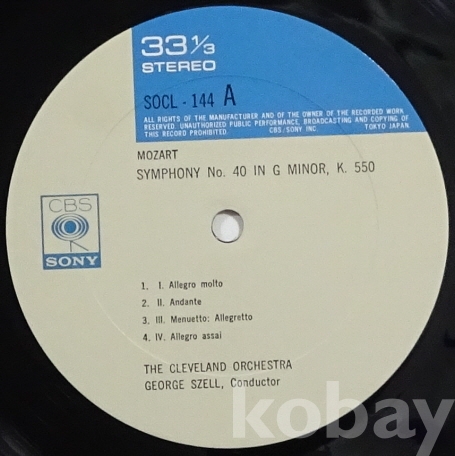 33 1/3
STEREO
SOCL - 144 A
ALL RIGHTS OF THE MANUFACTURER AND OF THE OWNER OF THE RECORDED WORK
RESERVED. UNAUTHORIZED PUBLIC PERFORMANCE, BROADCASTING AND COPYING OF
THIS RECORD PROHIBITED CBS/SONY INC. TOKYO JAPAN
MOZART
SYMPHONY No. 40 IN G MINOR, K. 550
CBS
SONY
1. I. Allegro molto
2. II. Andante
3. III. Menuetto: Allegretto
4. IV. Allegro assai
THE CLEVELAND ORCHESTRA
GEORGE SZELL, Conductor
kobay